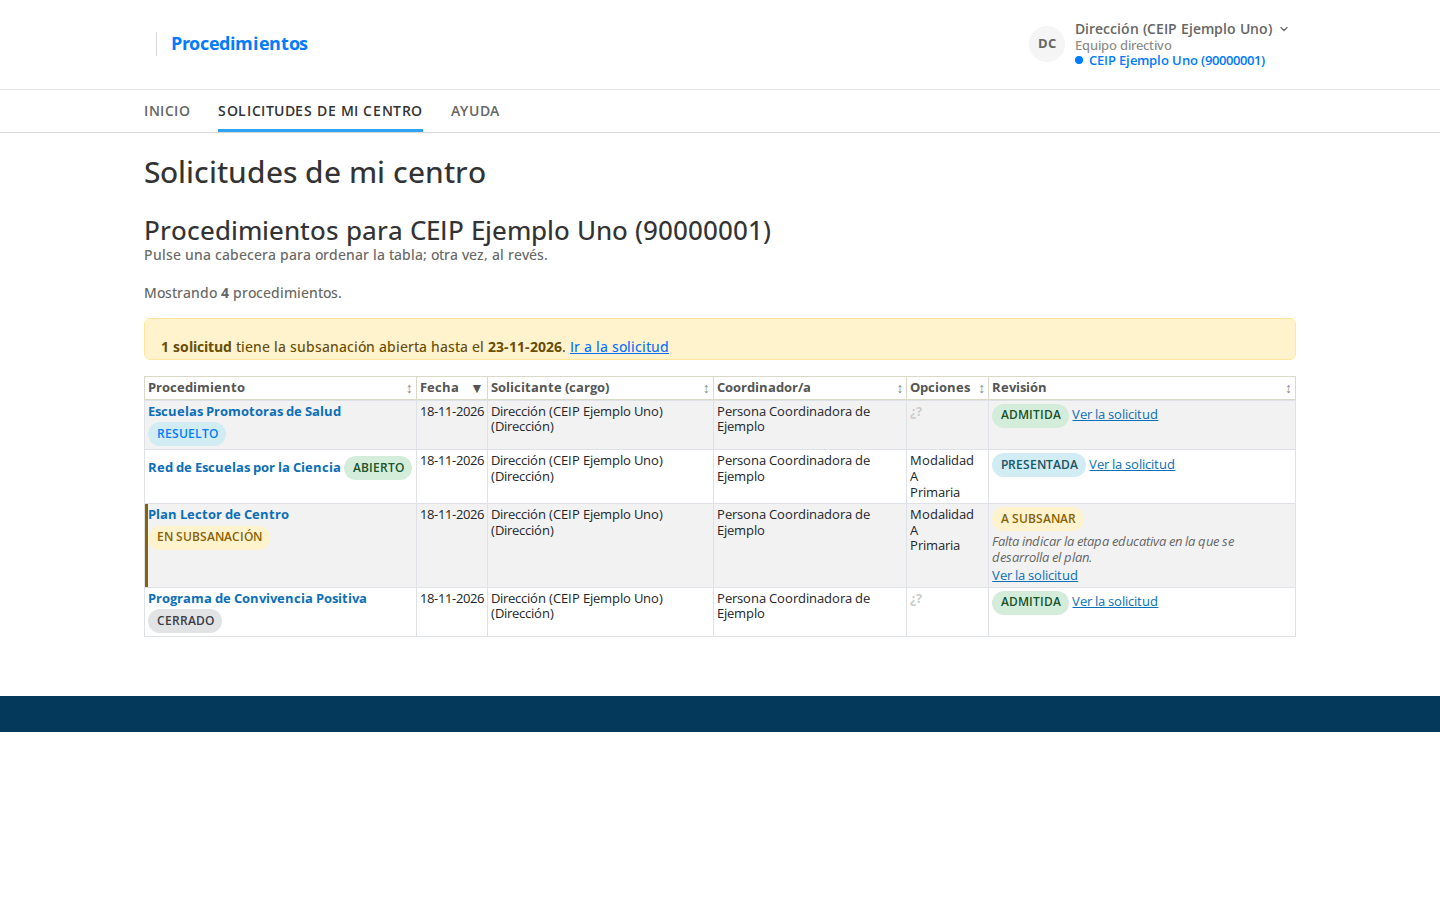 Procedimientos
DC
Dirección (CEIP Ejemplo Uno)
Equipo directivo
CEIP Ejemplo Uno (90000001)
INICIO SOLICITUDES DE MI CENTRO AYUDA
Solicitudes de mi centro
Procedimientos para CEIP Ejemplo Uno (90000001)
Pulse una cabecera para ordenar la tabla; otra vez, al revés.
Mostrando 4 procedimientos.
1 solicitud tiene la subsanación abierta hasta el 23-11-2026. Ir a la solicitud
Procedimiento ↕ Fecha ▼ Solicitante (cargo) ↕ Coordinador/a ↕ Opciones ↕ Revisión ↕
Escuelas Promotoras de Salud
RESUELTO
18-11-2026
Dirección (CEIP Ejemplo Uno)
(Dirección)
Persona Coordinadora de
Ejemplo
¿?
ADMITIDA Ver la solicitud
Red de Escuelas por la Ciencia ABIERTO
18-11-2026
Dirección (CEIP Ejemplo Uno)
(Dirección)
Persona Coordinadora de
Ejemplo
Modalidad
A
Primaria
PRESENTADA Ver la solicitud
Plan Lector de Centro
EN SUBSANACIÓN
18-11-2026
Dirección (CEIP Ejemplo Uno)
(Dirección)
Persona Coordinadora de
Ejemplo
Modalidad
A
Primaria
A SUBSANAR
Falta indicar la etapa educativa en la que se
desarrolla el plan.
Ver la solicitud
Programa de Convivencia Positiva
CERRADO
18-11-2026
Dirección (CEIP Ejemplo Uno)
(Dirección)
Persona Coordinadora de
Ejemplo
¿?
ADMITIDA Ver la solicitud